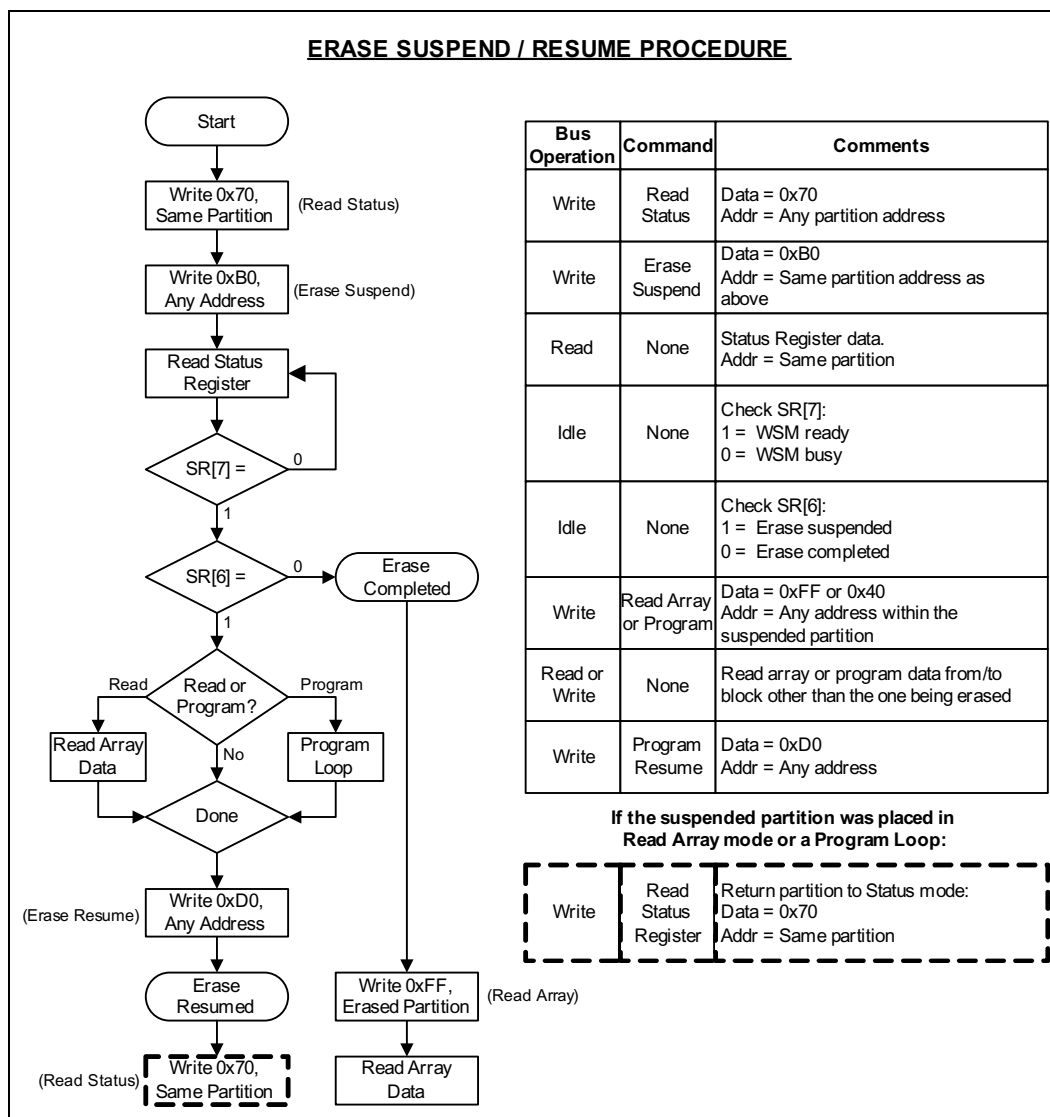 ERASE SUSPEND / RESUME PROCEDURE
Start
Write 0x70,
Same Partition
(Read Status)
Write 0xB0,
Any Address
(Erase Suspend)
Read Status
Register
SR[7] =
0
1
SR[6] =
0
Erase
Completed
1
Read
Read or
Program?
Program
Read Array
Data
No
Program
Loop
Done
(Erase Resume)
Write 0xD0,
Any Address
Erase
Resumed
Write 0xFF,
Erased Partition
(Read Array)
(Read Status)
Write 0x70,
Same Partition
Read Array
Data
Bus
Operation
Command
Comments
Write
Read
Status
Data = 0x70
Addr = Any partition address
Write
Erase
Suspend
Data = 0xB0
Addr = Same partition address as
above
Read
None
Status Register data.
Addr = Same partition
Idle
None
Check SR[7]:
1 = WSM ready
0 = WSM busy
Idle
None
Check SR[6]:
1 = Erase suspended
0 = Erase completed
Write
Read Array
or Program
Data = 0xFF or 0x40
Addr = Any address within the
suspended partition
Read or
Write
None
Read array or program data from/to
block other than the one being erased
Write
Program
Resume
Data = 0xD0
Addr = Any address
If the suspended partition was placed in
Read Array mode or a Program Loop:
Write
Read
Status
Register
Return partition to Status mode:
Data = 0x70
Addr = Same partition